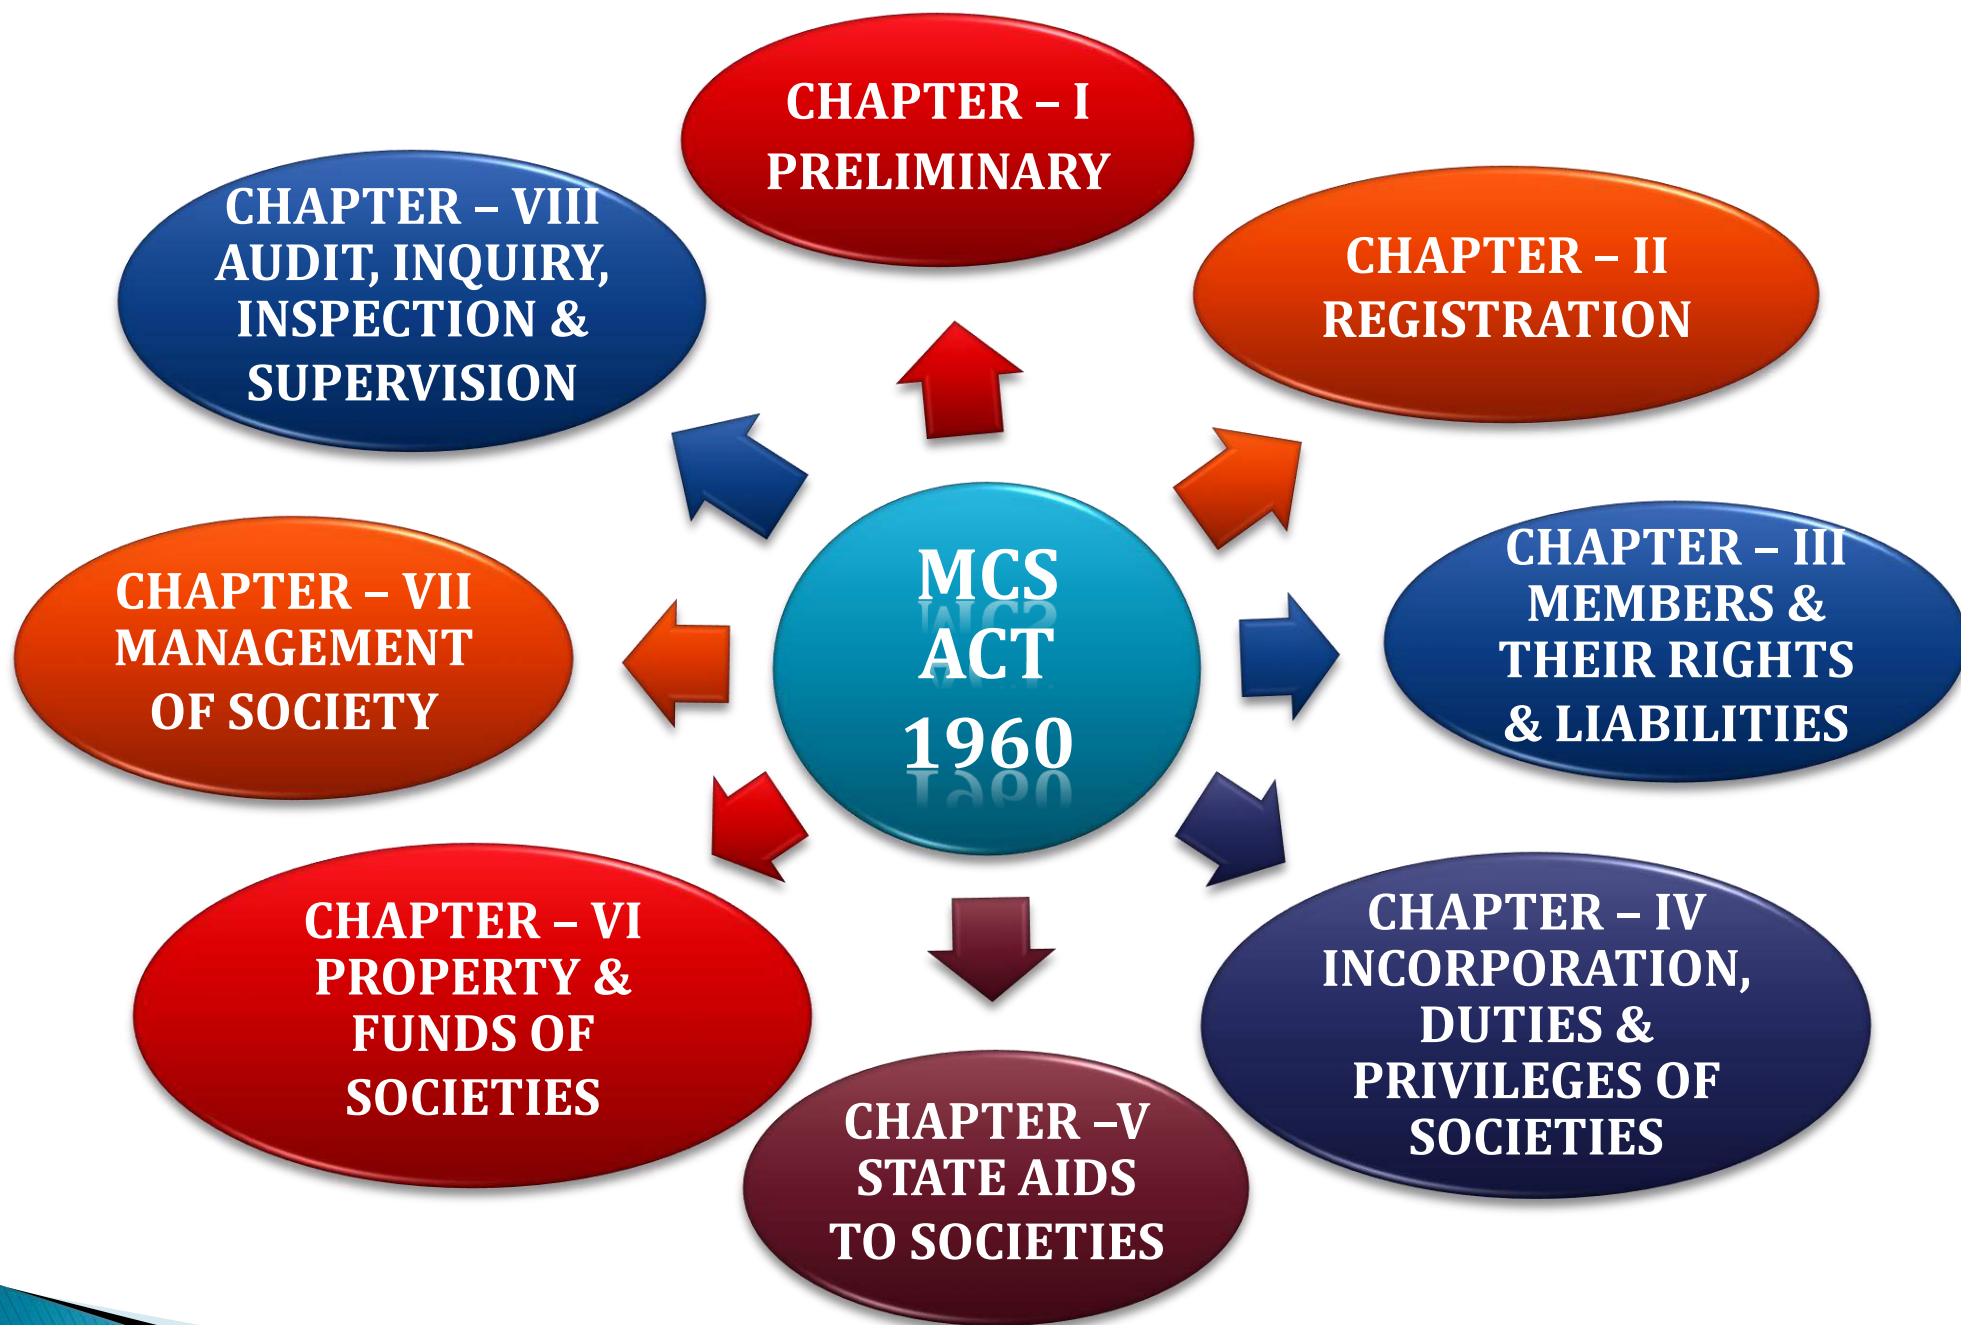 CHAPTER – I
PRELIMINARY
CHAPTER – II
REGISTRATION
CHAPTER – III
MEMBERS &
THEIR RIGHTS
& LIABILITIES
CHAPTER – IV
INCORPORATION,
DUTIES &
PRIVILEGES OF
SOCIETIES
CHAPTER –V
STATE AIDS
TO SOCIETIES
CHAPTER – VI
PROPERTY &
FUNDS OF
SOCIETIES
CHAPTER – VII
MANAGEMENT
OF SOCIETY
CHAPTER – VIII
AUDIT, INQUIRY,
INSPECTION &
SUPERVISION
MCS
ACT
1960